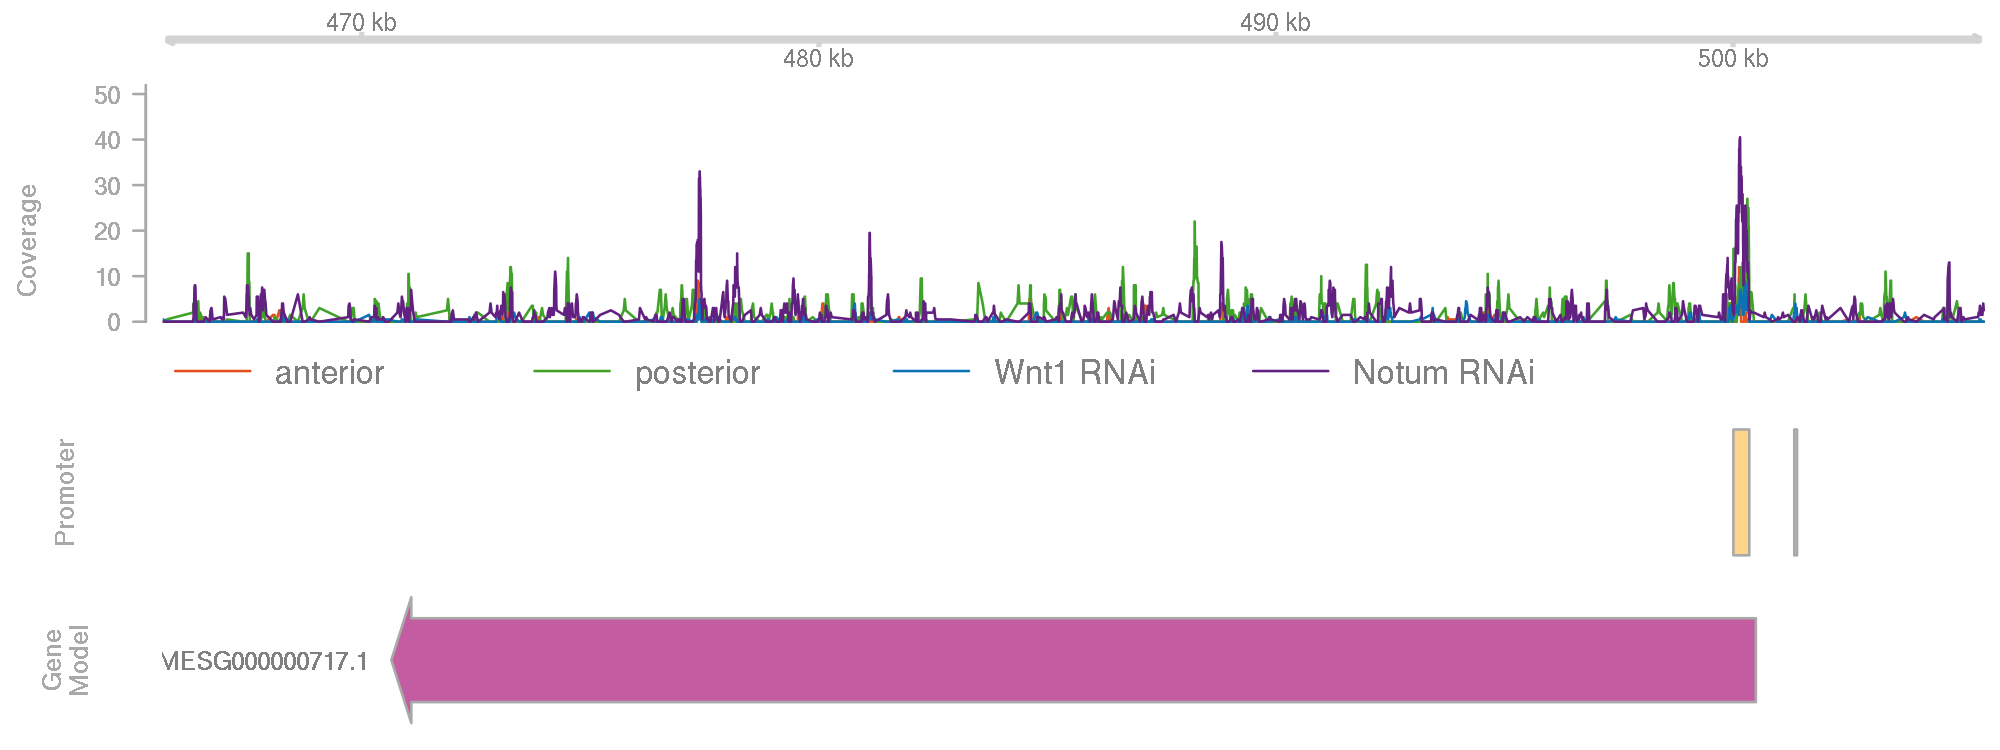 470 kb
490 kb
480 kb
500 kb
Coverage
50
40
30
20
10
0
anterior posterior Wnt1 RNAi Notum RNAi
Promoter
Gene
Model
MESG000000717.1